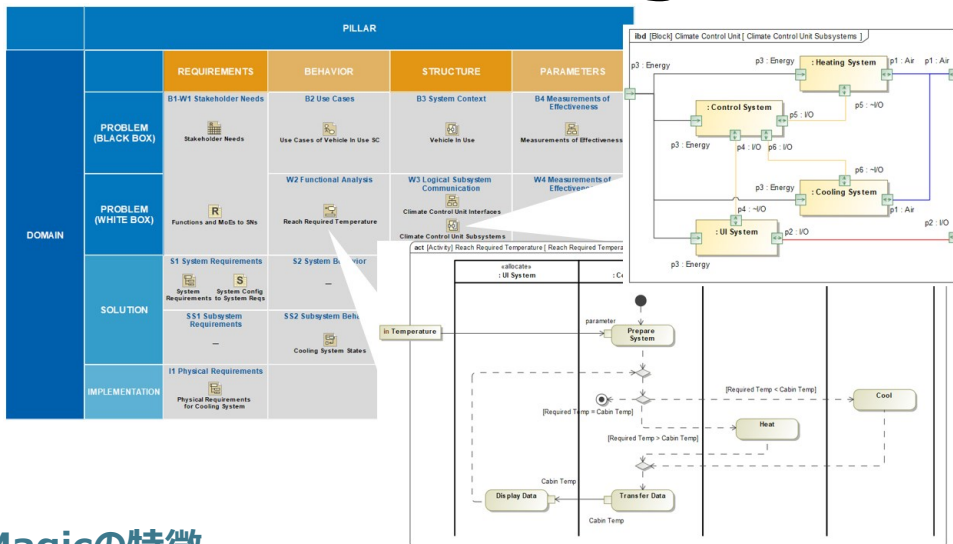 PILLAR
REQUIREMENTS
BEHAVIOR
STRUCTURE
PARAMETERS
DOMAIN
PROBLEM
(BLACK BOX)
B1-W1 Stakeholder Needs
Stakeholder Needs
B2 Use Cases
Use Cases of Vehicle In Use SC
B3 System Context
Vehicle In Use
B4 Measurements of
Effectiveness
Measurements of Effectiveness
PROBLEM
(WHITE BOX)
R
Functions and MoEs to SNs
W2 Functional Analysis
Reach Required Temperature
W3 Logical Subsystem
Communication
Climate Control Unit Interfaces
Climate Control Unit Subsystems
W4 Measurements of
SOLUTION
S1 System Requirements
S
System
Requirements
System Config
to System Reqs
S2 System Behavior
—
SS1 Subsystem
Requirements
—
SS2 Subsystem
Cooling System States
IMPLEMENTATION
I1 Physical Requirements
Physical Requirements
for Cooling System
ibd [Block] Climate Control Unit [ Climate Control Unit Subsystems ]
p3 : Energy
p3 : Energy
: Heating System
p1 : Air
p1 : Air
: Control System
p5 : I/O
p5 : ~I/O
p3 : Energy
p4 : I/O
p6 : I/O
p6 : ~I/O
p3 : Energy
: Cooling System
p4 : ~I/O
p1 : Air
: UI System
p2 : I/O
p2 : I/O
p3 : Energy
act [Activity] Reach Required Temperature [ Reach Required
«allocate»
: UI System
in Temperature
parameter
Prepare
System
[Required Temp < Cabin Temp]
Cool
[Required Temp = Cabin Temp]
Heat
[Required Temp > Cabin Temp]
Cabin Temp
Display Data
Transfer Data
Cabin Temp
Magicの特徴